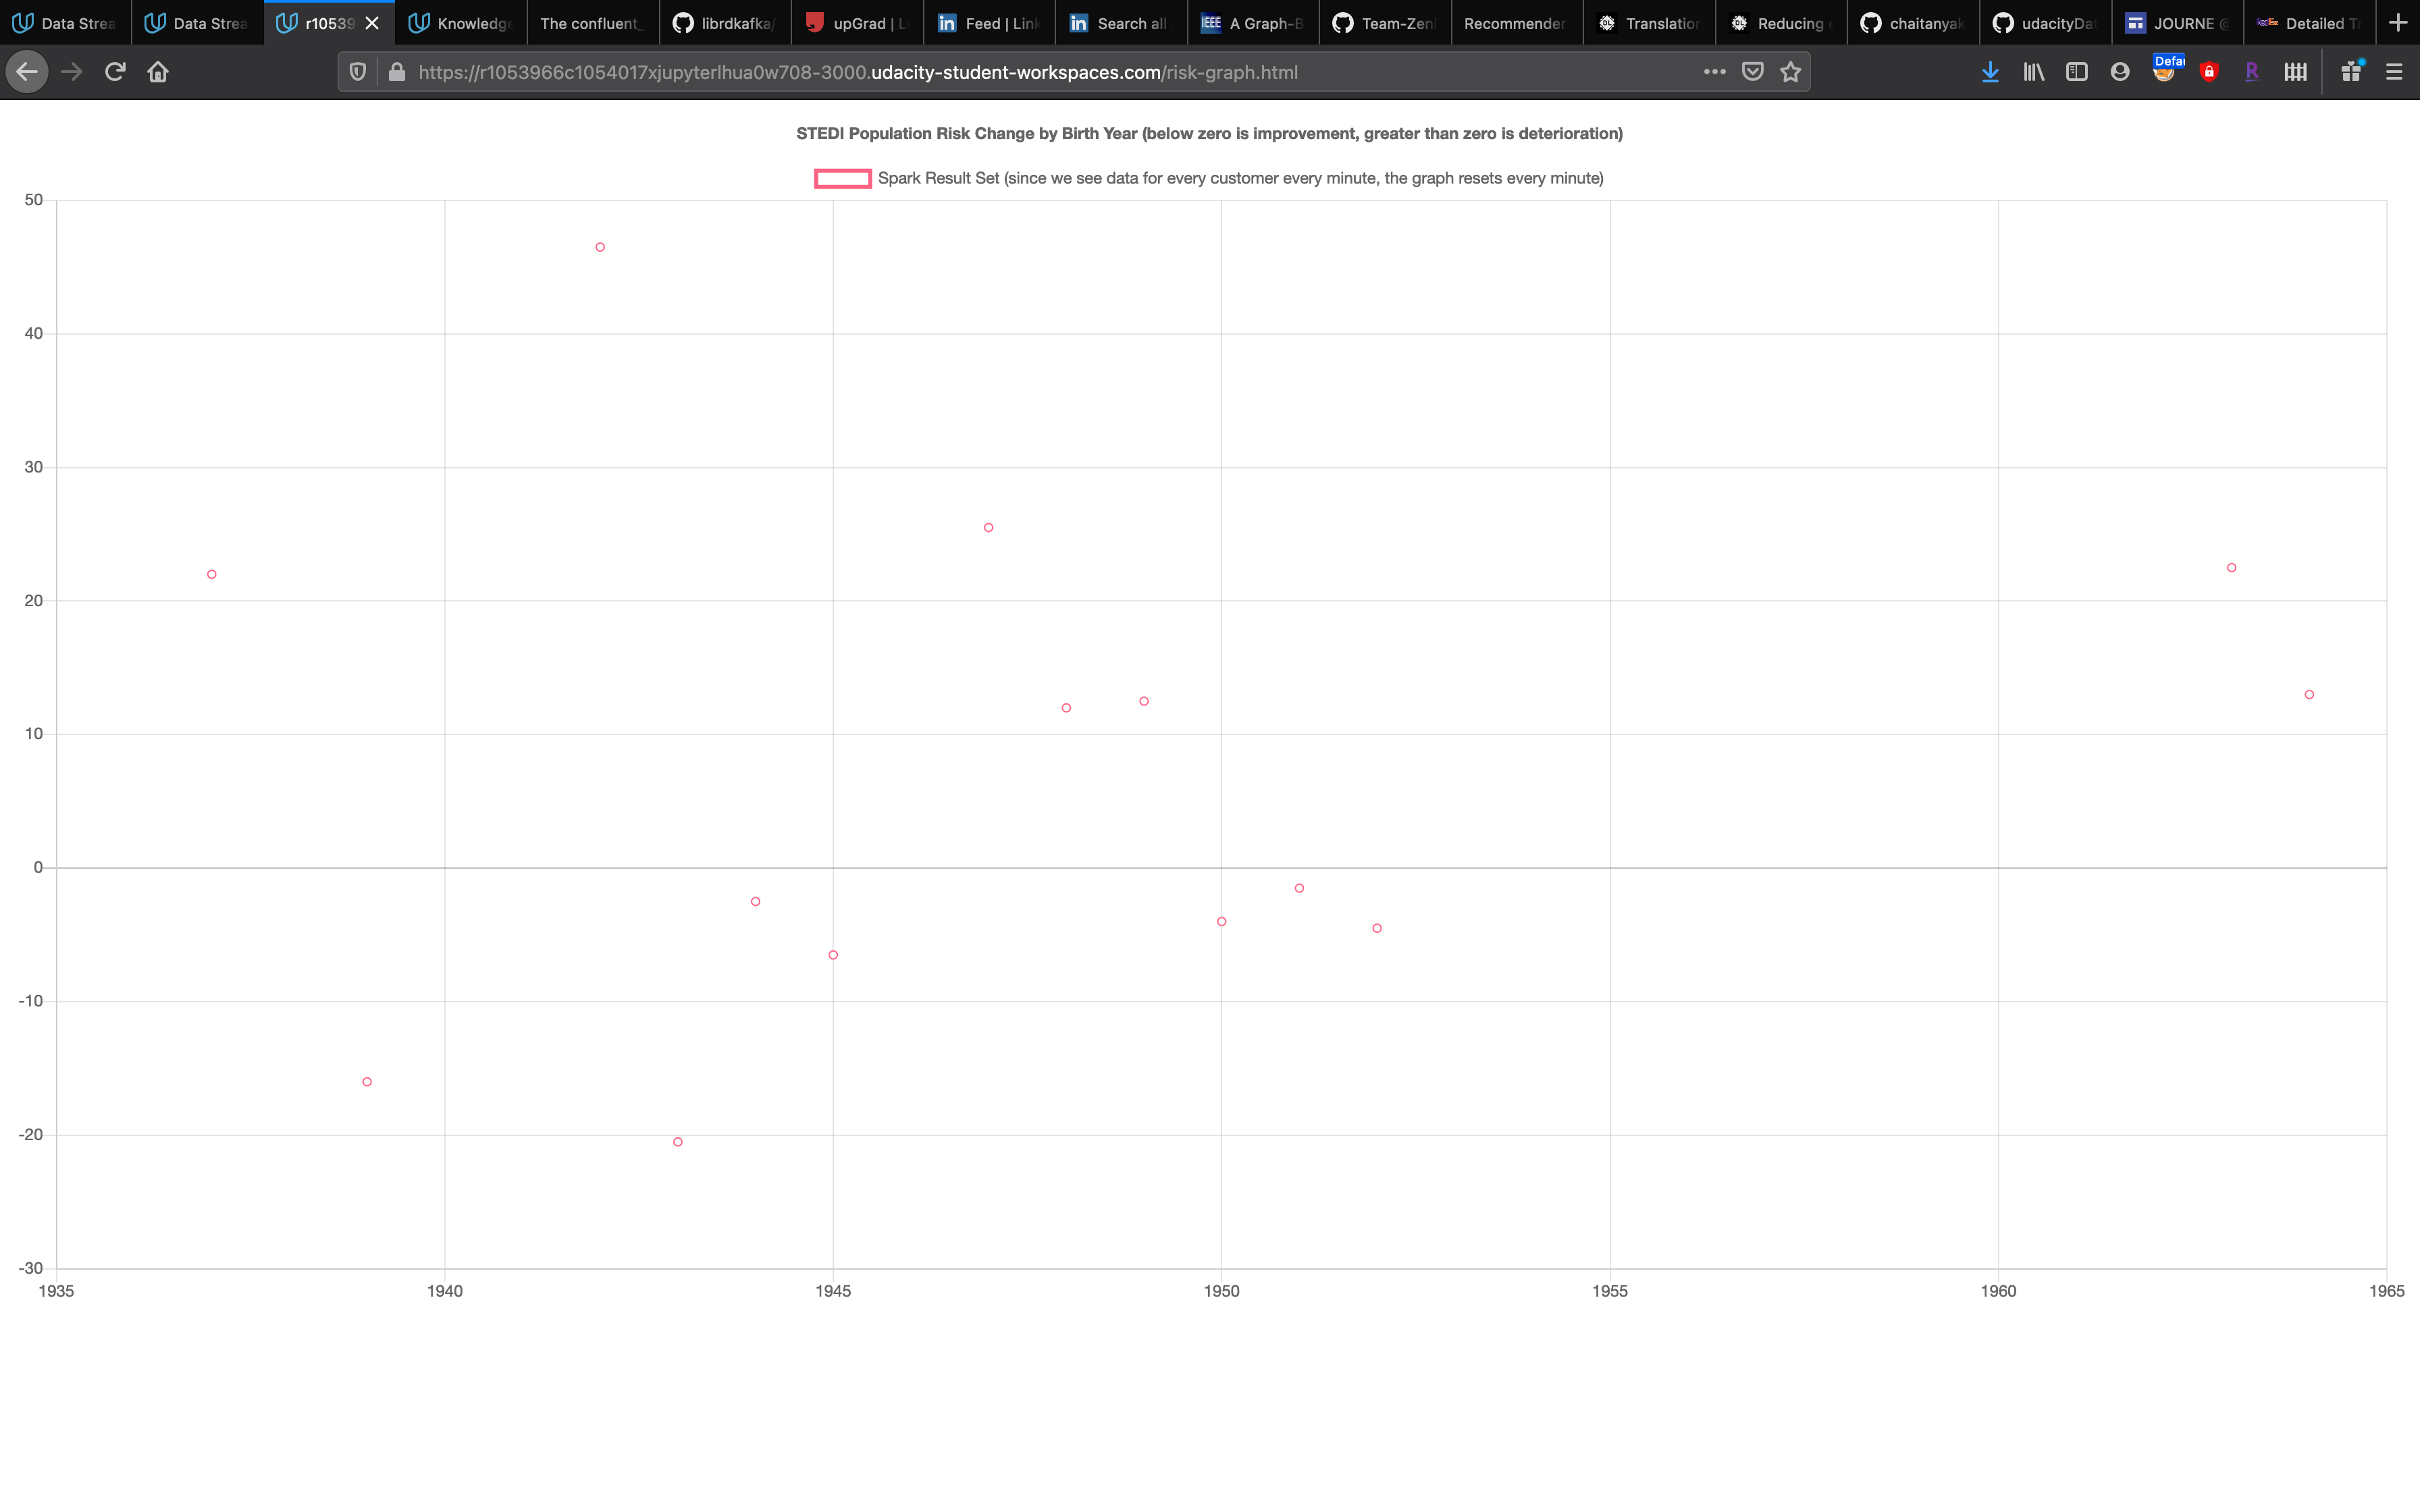 Data Strea
Data Strea
r10539
Knowledge
The confluent_
librdkafka/
upGrad | L
Feed | Link
Search all
IEEE A Graph-B
Team-Zeni
Recommender
Translation
Reducing
chaitanyak
udacityDat
JOURNE
Detailed Tr
https://r1053966c1054017xjupyterlhua0w708-3000.udacity-student-workspaces.com/risk-graph.html
Defau
R
STEDI Population Risk Change by Birth Year (below zero is improvement, greater than zero is deterioration)
Spark Result Set (since we see data for every customer every minute, the graph resets every minute)
50
40
30
20
10
0
-10
-20
-30
1935 1940 1945 1950 1955 1960 1965